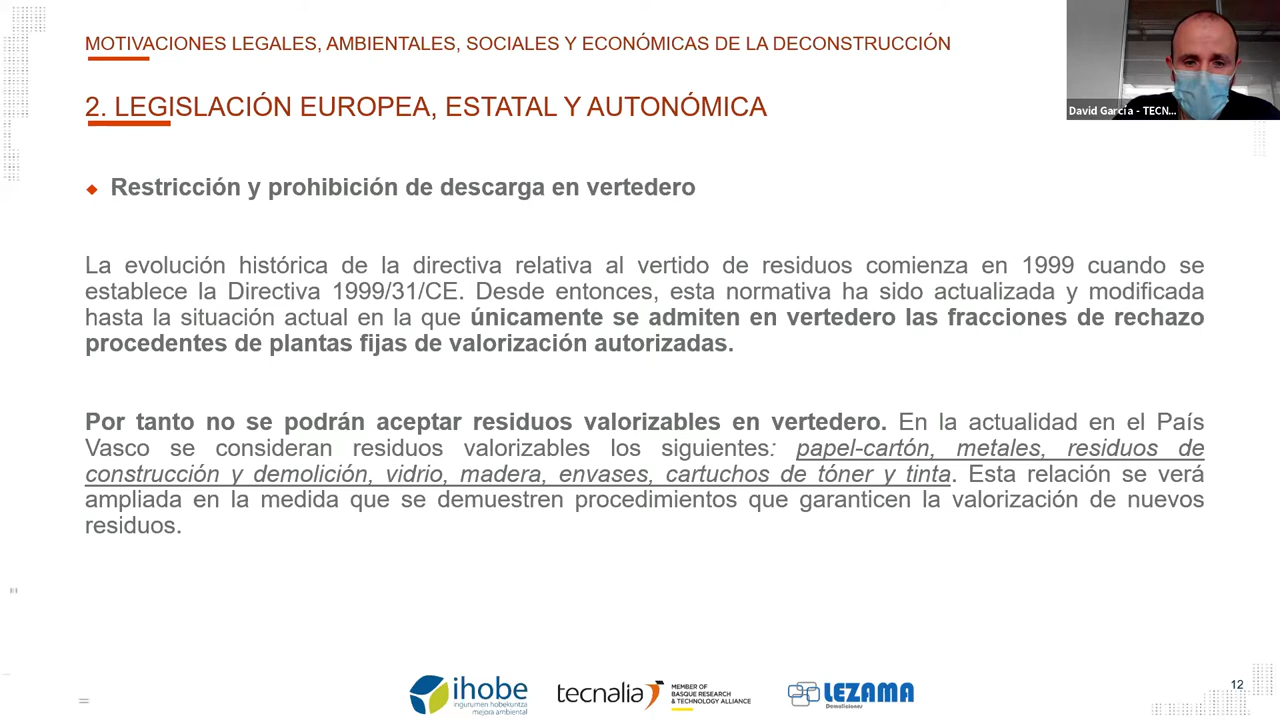 MOTIVACIONES LEGALES, AMBIENTALES, SOCIALES Y ECONÓMICAS DE LA DECONSTRUCCIÓN
David García - TECN...
2. LEGISLACIÓN EUROPEA, ESTATAL Y AUTONÓMICA
Restricción y prohibición de descarga en vertedero
La evolución histórica de la directiva relativa al vertido de residuos comienza en 1999 cuando se
establece la Directiva 1999/31/CE. Desde entonces, esta normativa ha sido actualizada y modificada
hasta la situación actual en la que únicamente se admiten en vertedero las fracciones de rechazo
procedentes de plantas fijas de valorización autorizadas.
Por tanto no se podrán aceptar residuos valorizables en vertedero. En la actualidad en el País
Vasco se consideran residuos valorizables los siguientes: papel-cartón, metales, residuos de
construcción y demolición, vidrio, madera, envases, cartuchos de tóner y tinta. Esta relación se verá
ampliada en la medida que se demuestren procedimientos que garanticen la valorización de nuevos
residuos.
ihobe
ingurumen hobekuntza
mejora ambiental
tecnalia
MEMBER OF
BASQUE RESEARCH
& TECHNOLOGY ALLIANCE
LEZAMA
Demoliciones
12